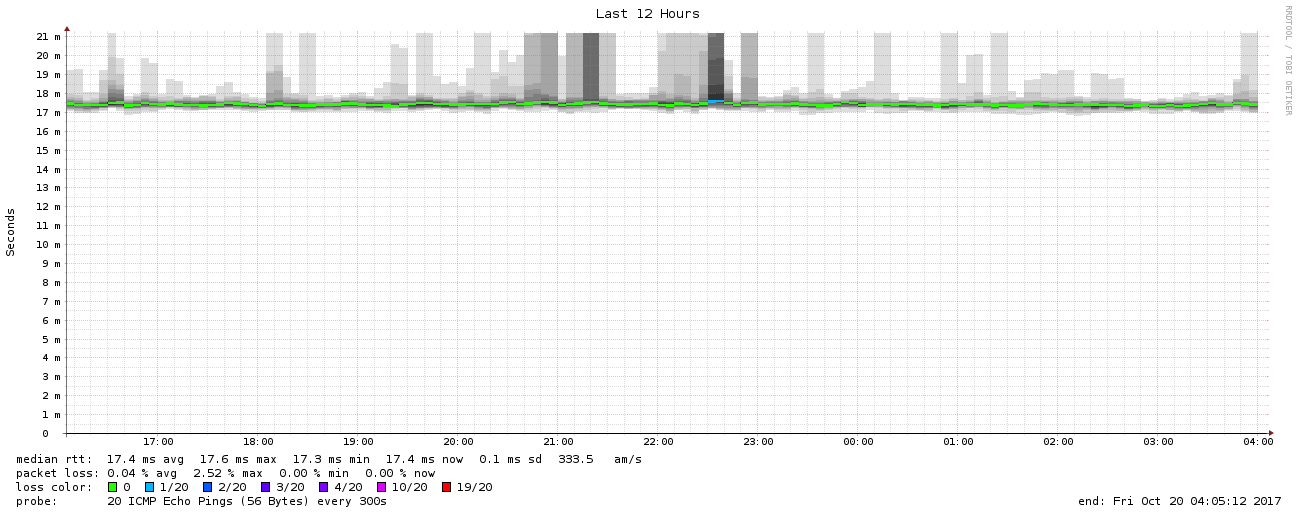 Last 12 Hours
RRDTOOL / TOBI OETIKER
Seconds
21 m
20 m
19 m
18 m
17 m
16 m
15 m
14 m
13 m
12 m
11 m
10 m
9 m
8 m
7 m
6 m
5 m
4 m
3 m
2 m
1 m
0
17:00 18:00 19:00 20:00 21:00 22:00 23:00 00:00 01:00 02:00 03:00 04:00
median rtt: 17.4 ms avg 17.6 ms max 17.3 ms min 17.4 ms now 0.1 ms sd 333.5 am/s
packet loss: 0.04 % avg 2.52 % max 0.00 % min 0.00 % now
loss color: 0 1/20 2/20 3/20 4/20 10/20 19/20
probe: 20 ICMP Echo Pings (56 Bytes) every 300s end: Fri Oct 20 04:05:12 2017